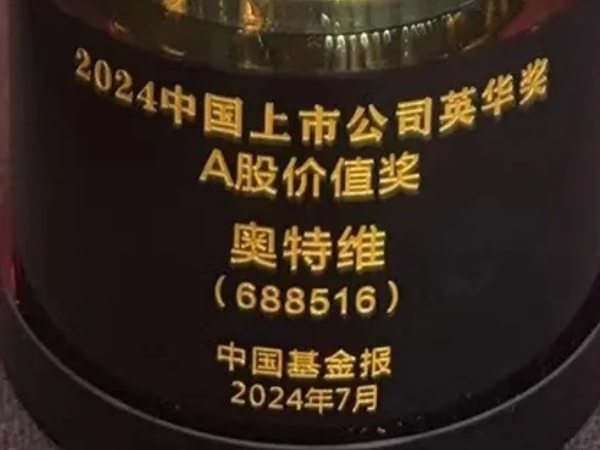 2024中国上市公司英华奖
A股价值奖
奥特维
（688516）
中国基金报
2024年7月